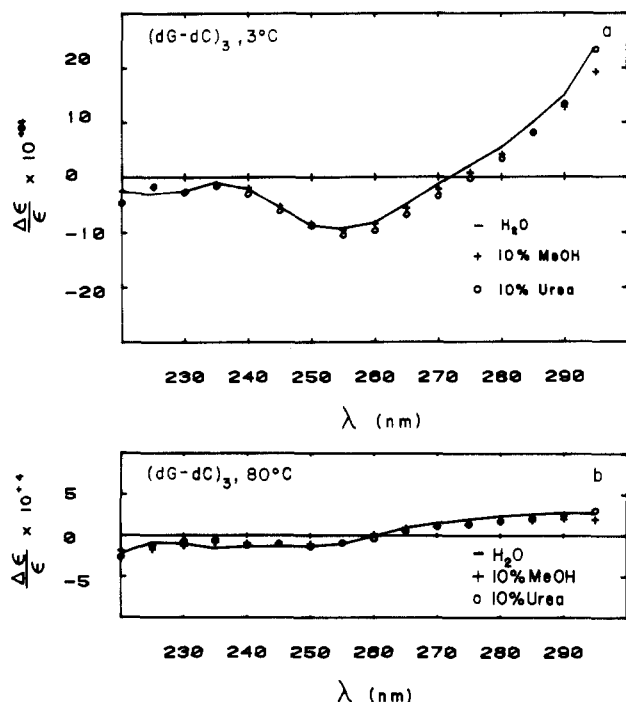 (dG-dC)3, 3°C
a
20
10
0
-10
-20
Δϵ/ϵ × 10
– H2O
+ 10% MeOH
o 10% Urea
230 240 250 260 270 280 290
λ (nm)
(dG-dC)3, 80°C
b
5
0
-5
Δϵ/ϵ × 10+4
– H2O
+ 10% MeOH
o 10% Urea
230 240 250 260 270 280 290
λ (nm)